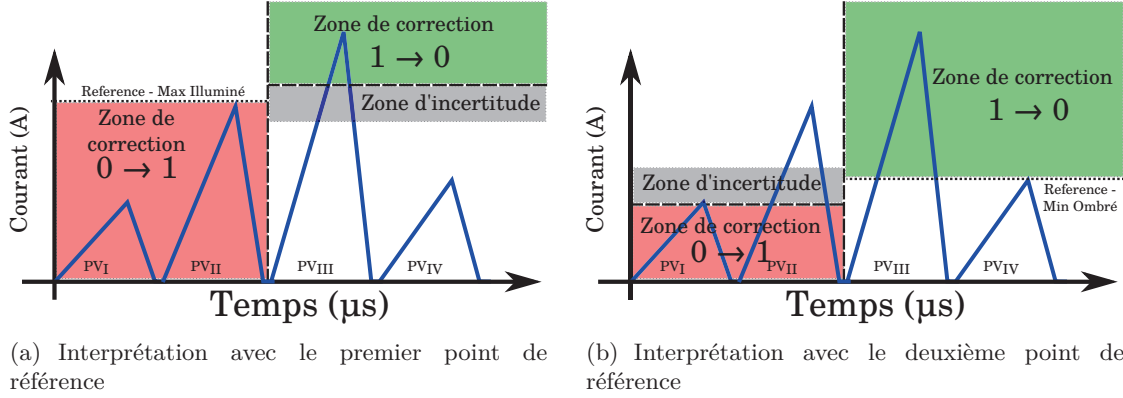 Courant (A)
Reference - Max Illuminé
Zone de
correction
0 → 1
Zone de correction
1 → 0
Zone d'incertitude
PVI
PVII
PVIII
PVIV
Temps (µs)
(a) Interprétation avec le premier point de
référence
Courant (A)
Zone d'incertitude
Zone de correction
0 → 1
Zone de correction
1 → 0
Reference -
Min Ombré
PVI
PVII
PVIII
PVIV
Temps (µs)
(b) Interprétation avec le deuxième point de
référence